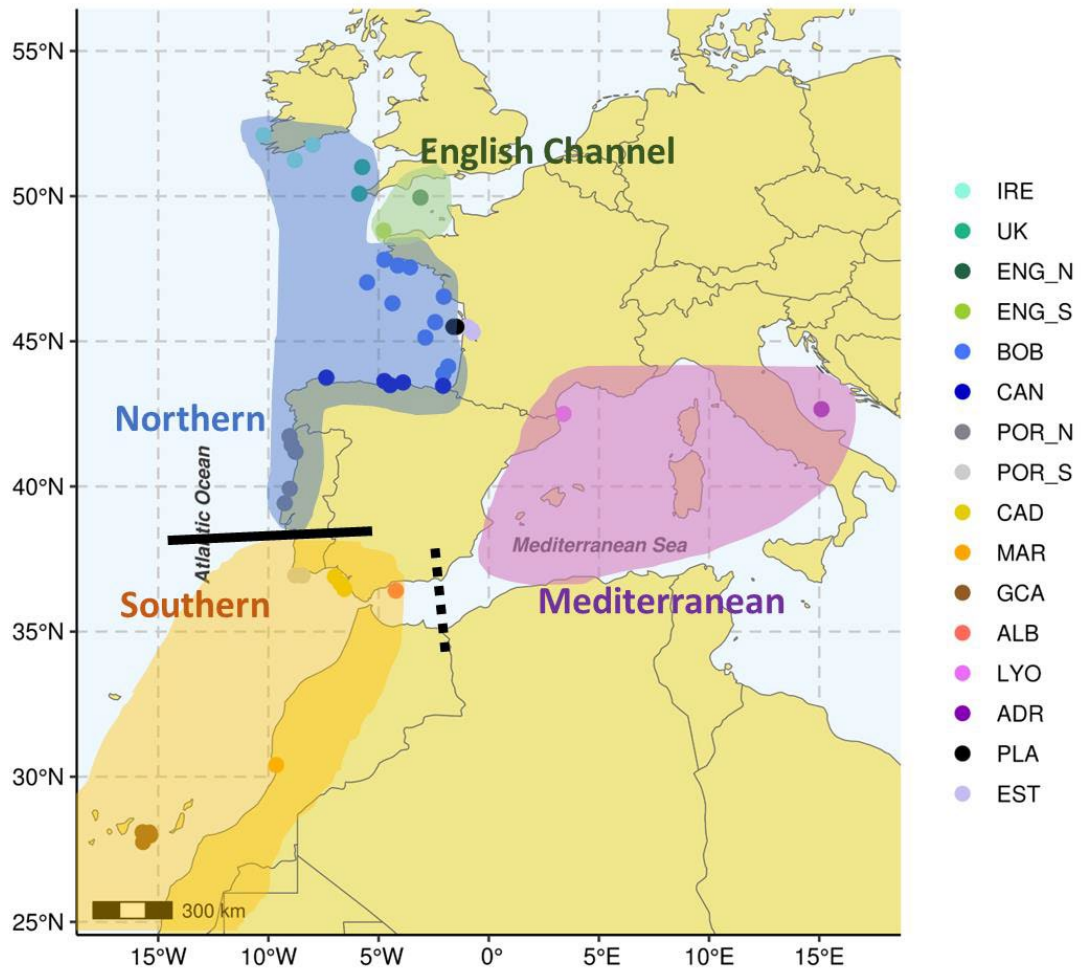 55°N
50°N
45°N
40°N
35°N
30°N
25°N
15°W
10°W
5°W
0°
5°E
10°E
15°E
English Channel
Northern
Atlantic Ocean
Southern
Mediterranean Sea
Mediterranean
300 km
IRE
UK
ENG_N
ENG_S
BOB
CAN
POR_N
POR_S
CAD
MAR
GCA
ALB
LYO
ADR
PLA
EST